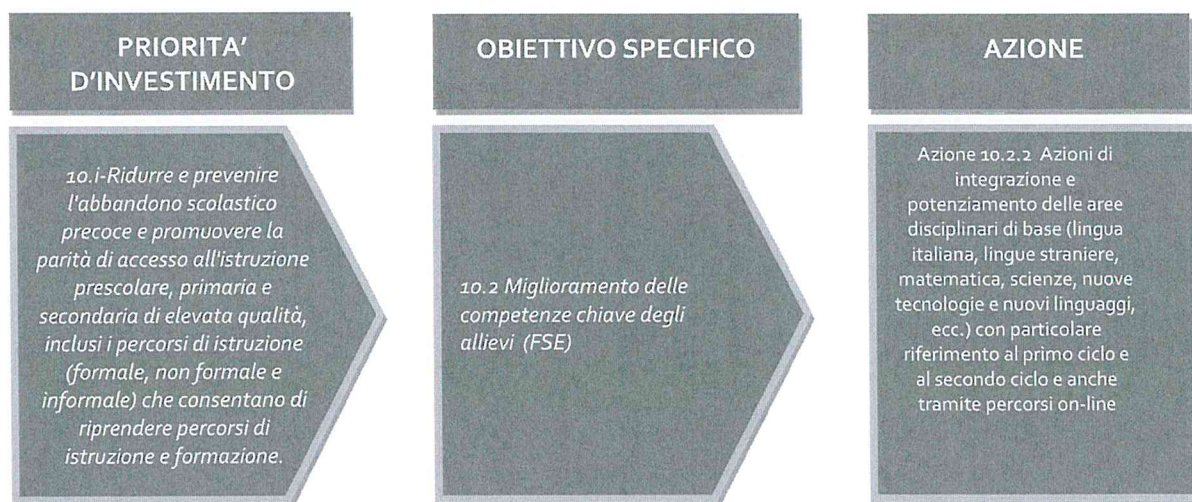 PRIORITA'
D'INVESTIMENTO
10.i-Ridurre e prevenire
l'abbandono scolastico
precoce e promuovere la
parità di accesso all'istruzione
prescolare, primaria e
secondaria di elevata qualità,
inclusi i percorsi di istruzione
(formale, non formale e
informale) che consentano di
riprendere percorsi di
istruzione e formazione.
OBIETTIVO SPECIFICO
10.2 Miglioramento delle
competenze chiave degli
allievi (FSE)
AZIONE
Azione 10.2.2 Azioni di
integrazione e
potenziamento delle aree
disciplinari di base (lingua
italiana, lingue straniere,
matematica, scienze, nuove
tecnologie e nuovi linguaggi,
ecc.) con particolare
riferimento al primo ciclo e
al secondo ciclo e anche
tramite percorsi on-line